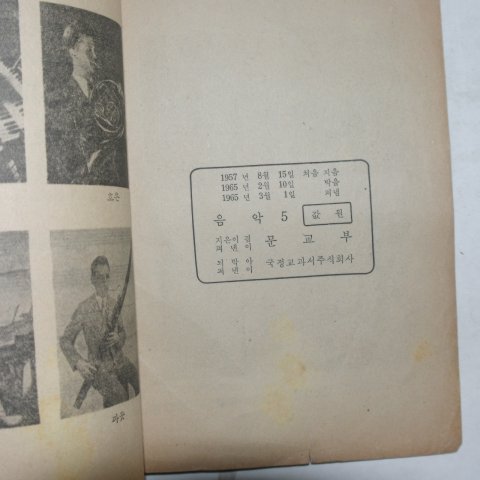 호은
파곳
1957 년 8월 15일 처음 지음
1965 년 2월 10일 박음
1965 년 3월 1일 펴냄
음 악 5 값 원
지은이 겸
펴낸이 문 교 부
되 박 아
펴낸이 국정교과서주식회사